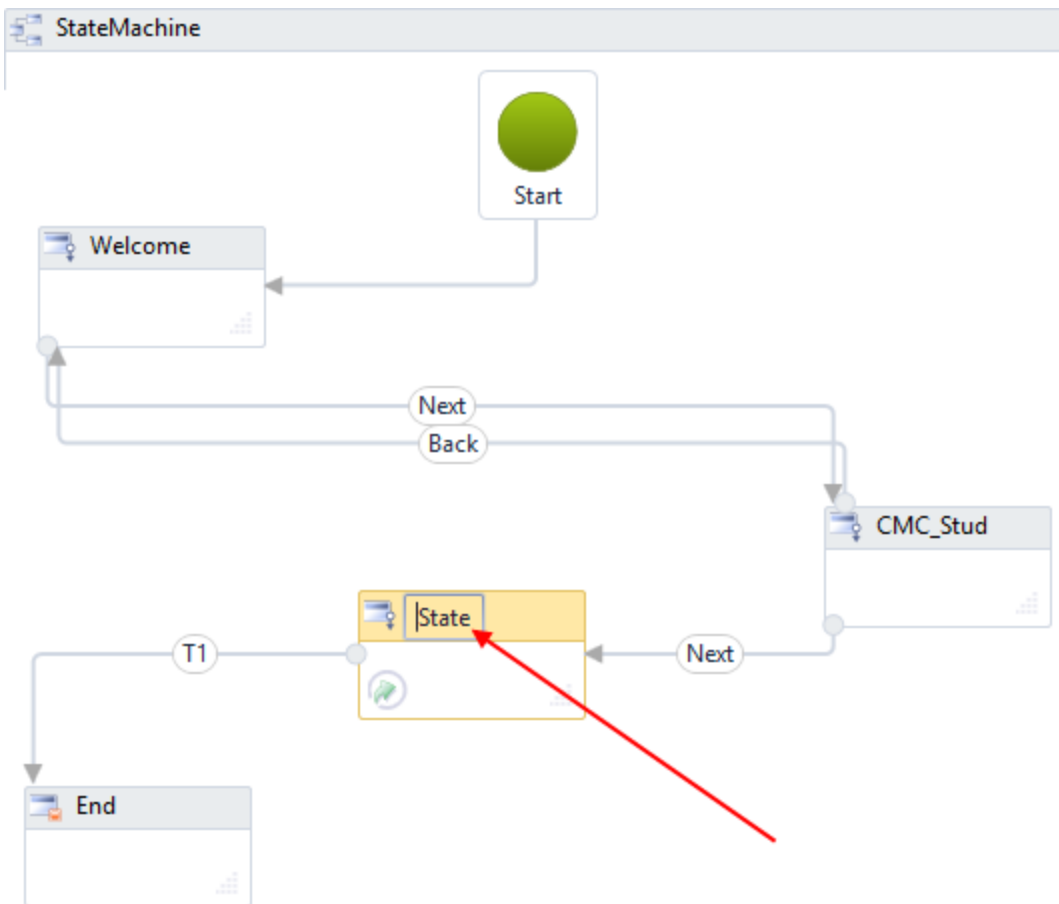 StateMachine
Start
Welcome
Next
Back
CMC_Stud
State
T1
Next
End